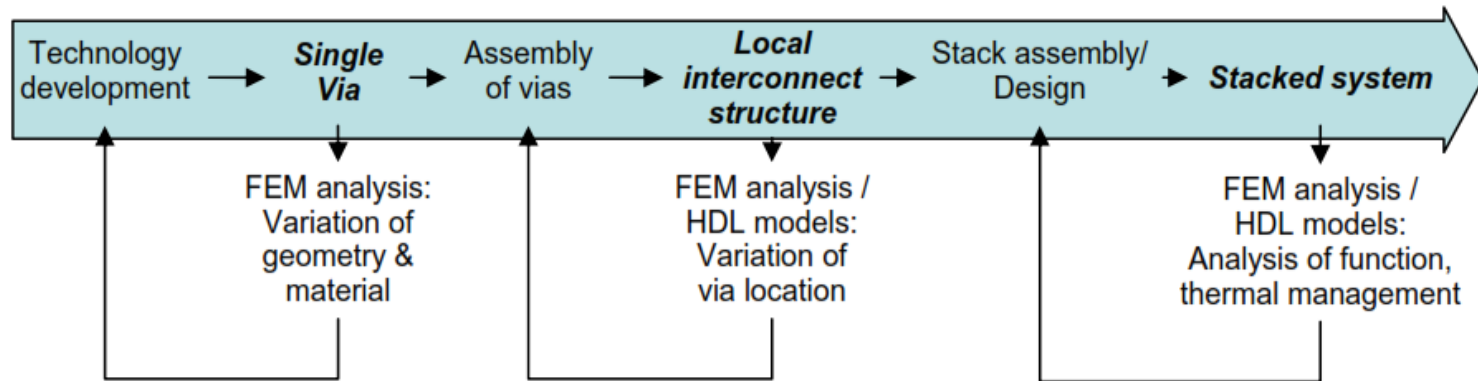 Technology
development
Single
Via
Assembly
of vias
Local
interconnect
structure
Stack assembly/
Design
Stacked system
FEM analysis:
Variation of
geometry &
material
FEM analysis /
HDL models:
Variation of
via location
FEM analysis /
HDL models:
Analysis of function,
thermal management